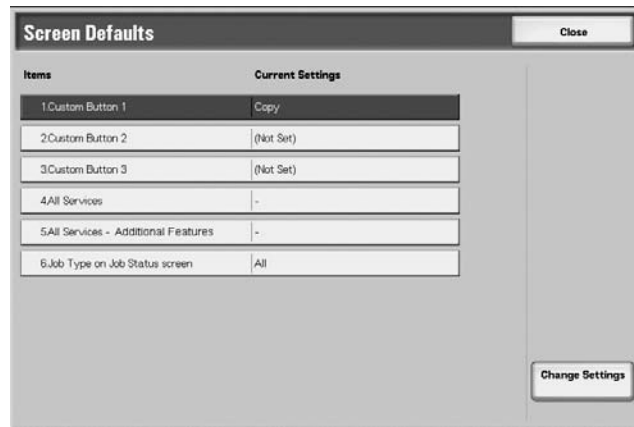 Screen Defaults
Close
Items
Current Settings
1.Custom Button 1
Copy
2.Custom Button 2
(Not Set)
3.Custom Button 3
(Not Set)
4.All Services
-
5.All Services - Additional Features
-
6.Job Type on Job Status screen
All
Change Settings